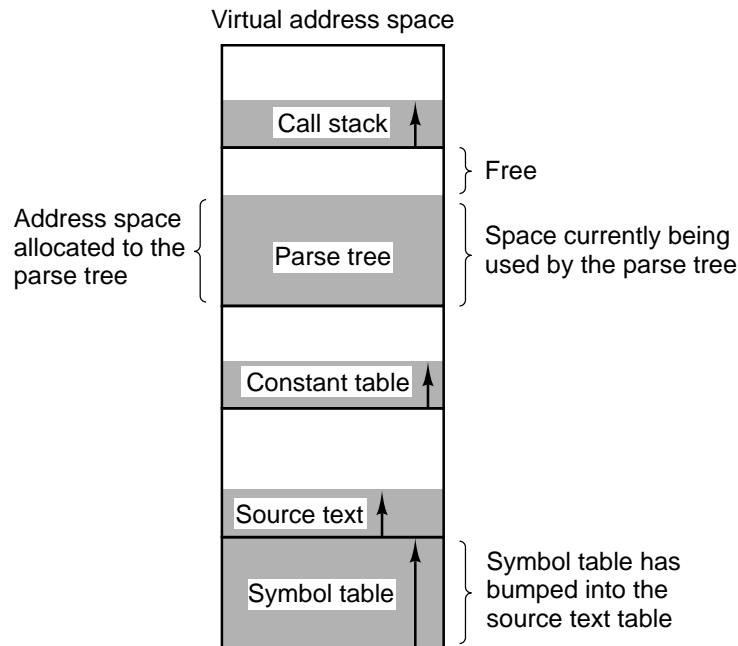 Virtual address space
Call stack
Free
Address space
allocated to the
parse tree
Parse tree
Space currently being
used by the parse tree
Constant table
Source text
Symbol table
Symbol table has
bumped into the
source text table